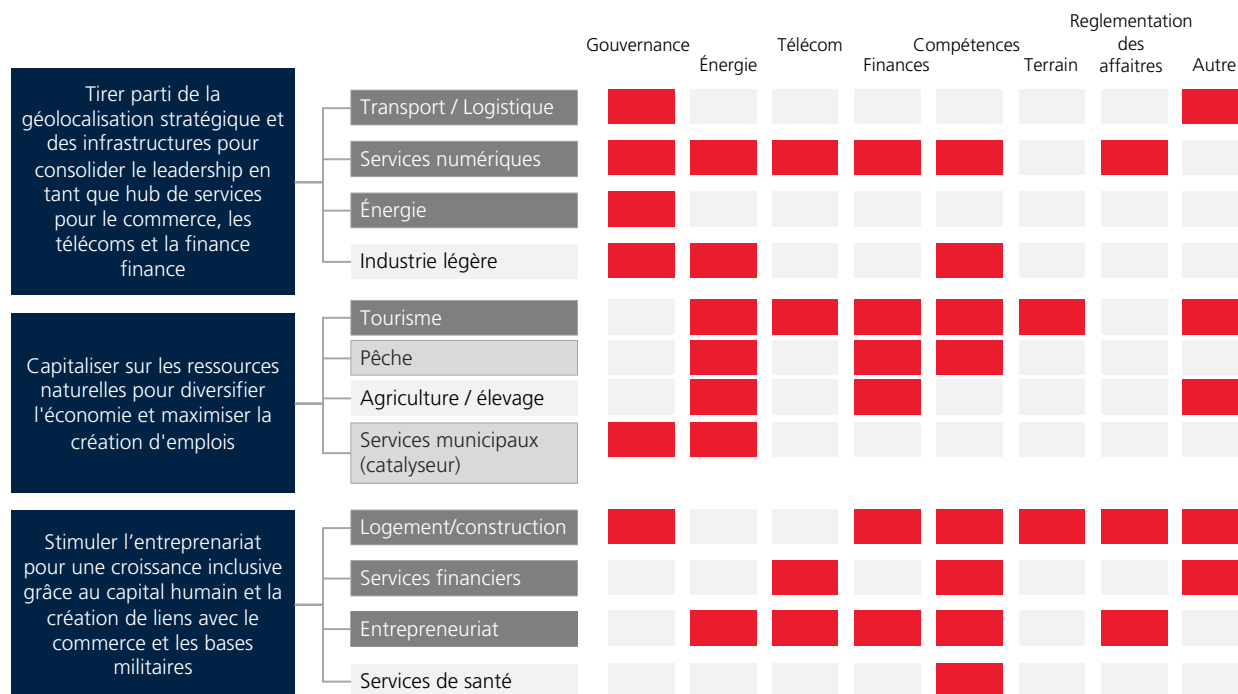 Gouvernance
Énergie
Télécom
Finances
Compétences
Terrain
Reglementation
des
affaitres
Autre
Tirer parti de la
géolocalisation stratégique et
des infrastructures pour
consolider le leadership en
tant que hub de services
pour le commerce, les
télécoms et la finance
finance
Transport / Logistique
Services numériques
Énergie
Industrie légère
Capitaliser sur les ressources
naturelles pour diversifier
l'économie et maximiser la
création d'emplois
Tourisme
Pêche
Agriculture / élevage
Services municipaux
(catalyseur)
Stimuler l’entreprenariat
pour une croissance inclusive
grâce au capital humain et la
création de liens avec le
commerce et les bases
militaires
Logement/construction
Services financiers
Entrepreneuriat
Services de santé